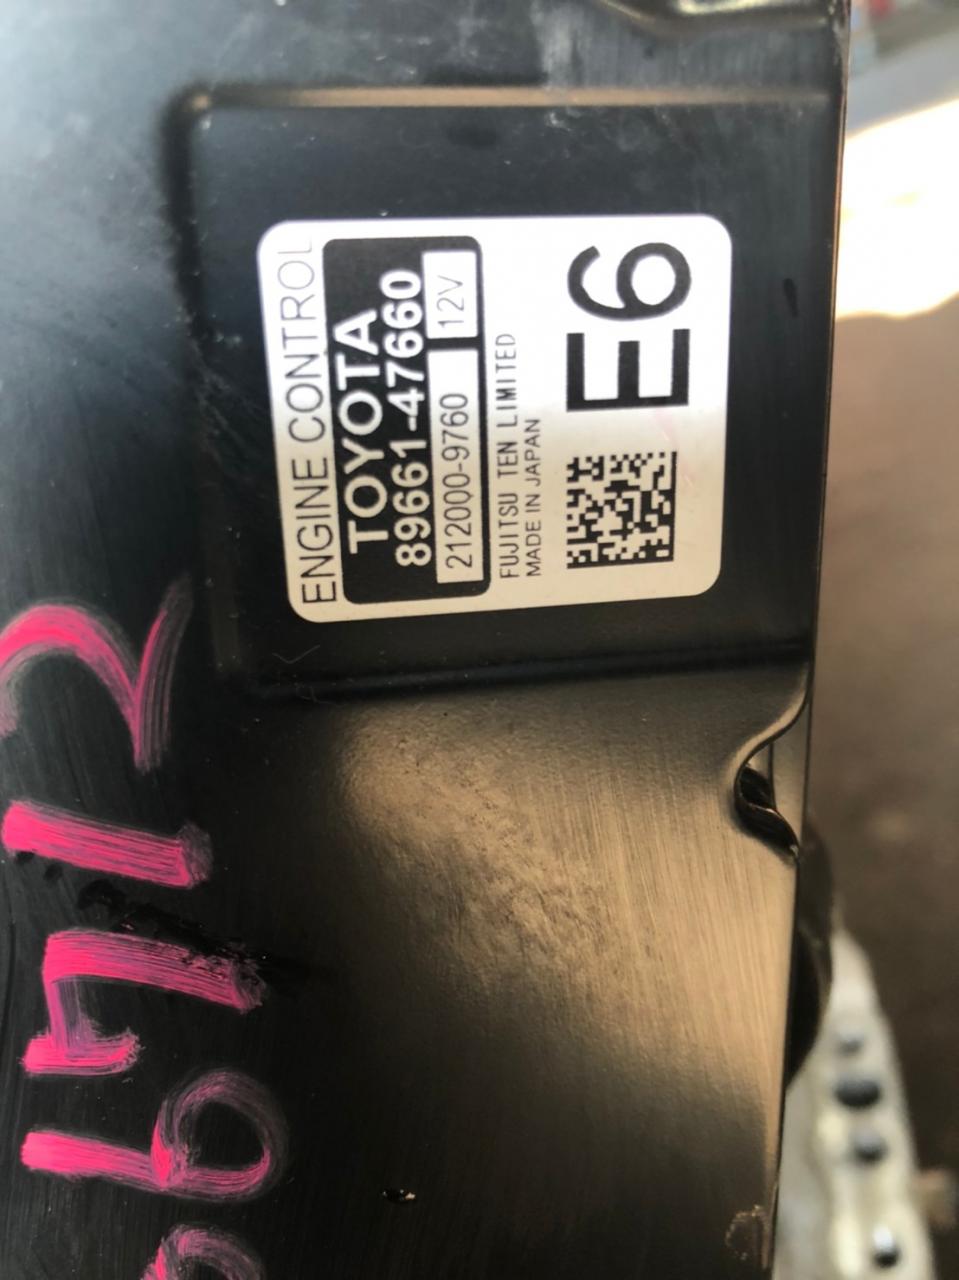 ENGINE CONTROL
TOYOTA
89661-47660
212000-9760 12V
FUJITSU TEN LIMITED
MADE IN JAPAN
E6